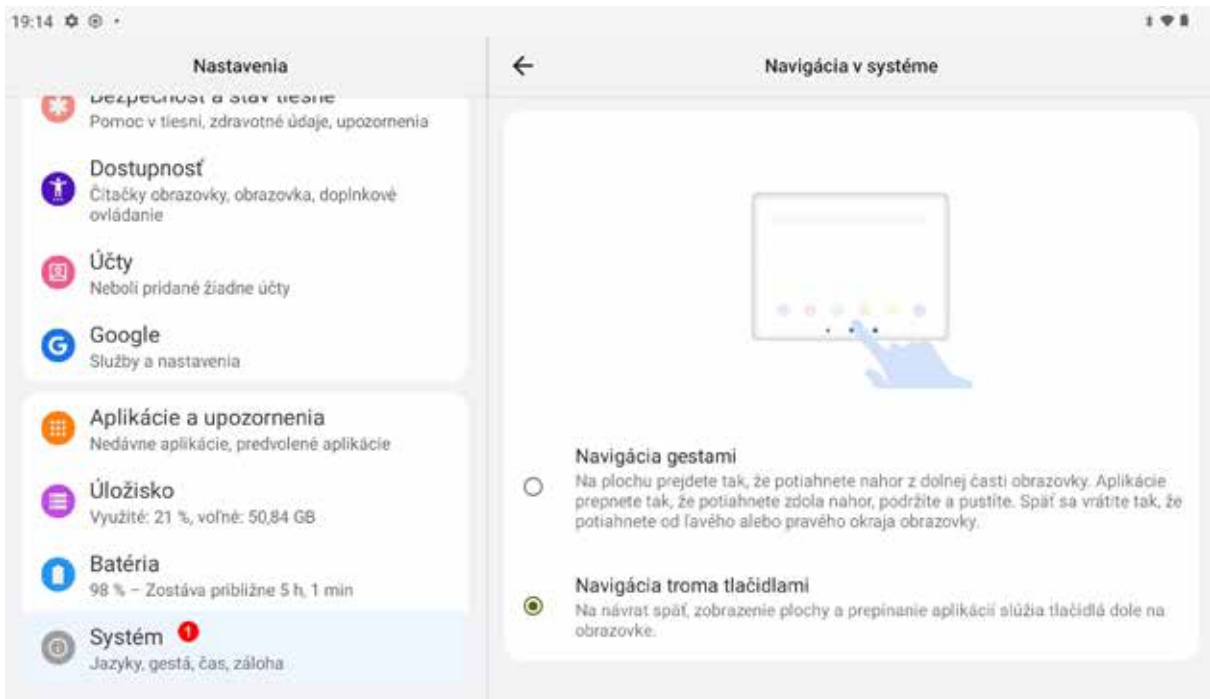 19:14
Nastavenia
Navigácia v systéme
Bezpečnosť a stav tiesne
Pomoc v tiesni, zdravotné údaje, upozornenia
Dostupnosť
Čítačky obrazovky, obrazovka, doplnkové
ovládanie
Účty
Neboli pridané žiadne účty
Google
Služby a nastavenia
Aplikácie a upozornenia
Nedávne aplikácie, predvolené aplikácie
Úložisko
Využité: 21 %, voľné: 50,84 GB
Batéria
98 % – Zostáva približne 5 h, 1 min
Systém 1
Jazyky, gestá, čas, záloha
Navigácia gestami
Na plochu prejdete tak, že potiahnete nahor z dolnej časti obrazovky. Aplikácie
prepnete tak, že potiahnete zdola nahor, podržíte a pustíte. Späť sa vrátite tak, že
potiahnete od ľavého alebo pravého okraja obrazovky.
Navigácia troma tlačidlami
Na návrat späť, zobrazenie plochy a prepínanie aplikácií slúžia tlačidlá dole na
obrazovke.